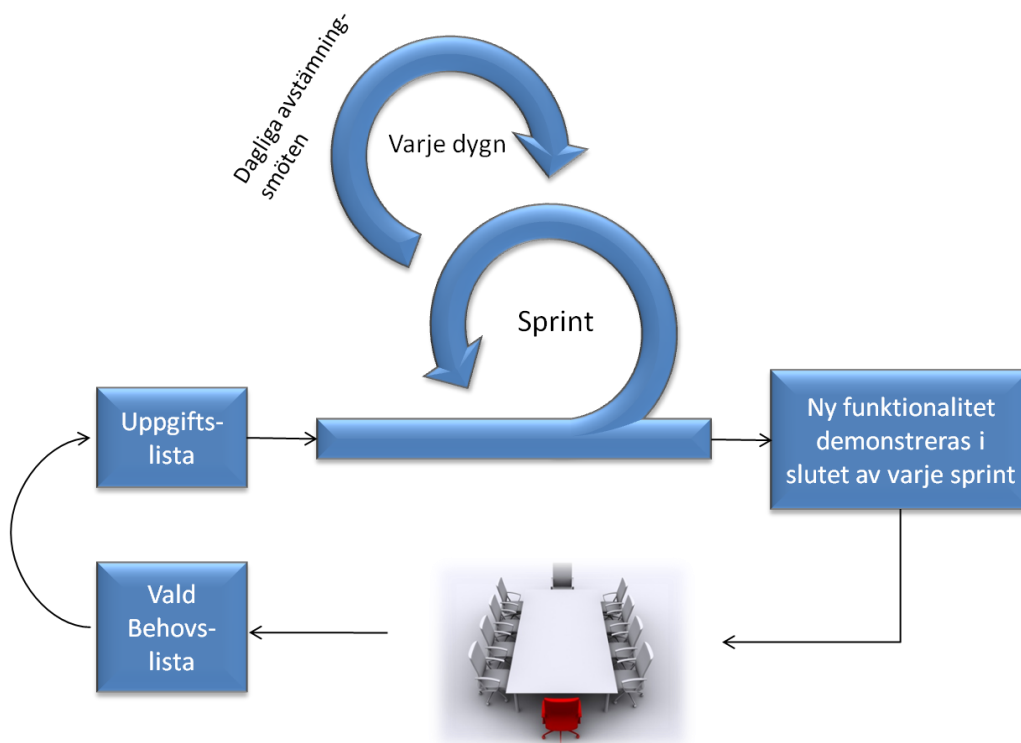 Dagliga avstämning-
smöten
Varje dygn
Sprint
Uppgifts-
lista
Ny funktionalitet
demonstreras i
slutet av varje sprint
Vald
Behovs-
lista